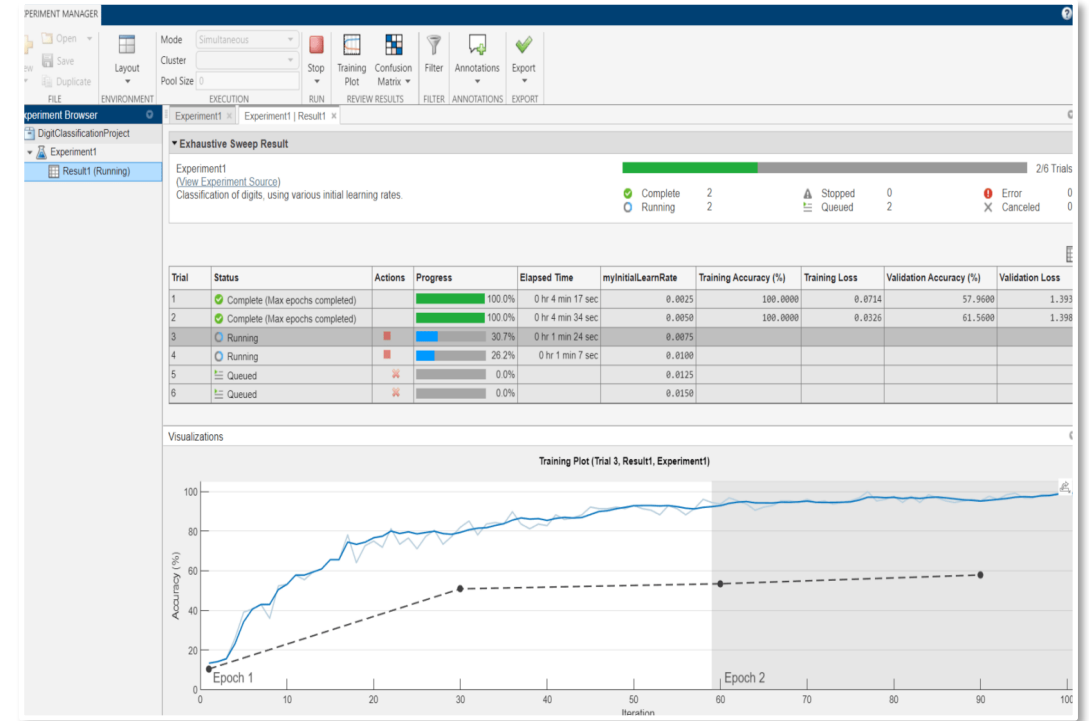 PERIMENT MANAGER
Open
Save
Duplicate
FILE
Layout
ENVIRONMENT
Mode Simultaneous
Cluster
Pool Size 0
EXECUTION
Stop
RUN
Training Plot
Confusion Matrix
REVIEW RESULTS
Filter
FILTER
Annotations
ANNOTATIONS
Export
EXPORT
xperiment Browser
DigitClassificationProject
Experiment1
Result1 (Running)
Experiment1 × Experiment1 | Result1 ×
Exhaustive Sweep Result
Experiment1
(View Experiment Source)
Classification of digits, using various initial learning rates.
2/6 Trials
Complete 2 Stopped 0 Error 0
Running 2 Queued 2 Canceled 0
Trial Status Actions Progress Elapsed Time myInitialLearnRate Training Accuracy (%) Training Loss Validation Accuracy (%) Validation Loss
1 Complete (Max epochs completed) 100.0% 0 hr 4 min 17 sec 0.0025 100.0000 0.0714 57.9600 1.393
2 Complete (Max epochs completed) 100.0% 0 hr 4 min 34 sec 0.0050 100.0000 0.0326 61.5600 1.398
3 Running 30.7% 0 hr 1 min 24 sec 0.0075
4 Running 26.2% 0 hr 1 min 7 sec 0.0100
5 Queued 0.0% 0.0125
6 Queued 0.0% 0.0150
Visualizations
Training Plot (Trial 3, Result1, Experiment1)
Accuracy (%)
100
80
60
40
20
0
Epoch 1 Epoch 2
10 20 30 40 50 60 70 80 90 100
Iteration